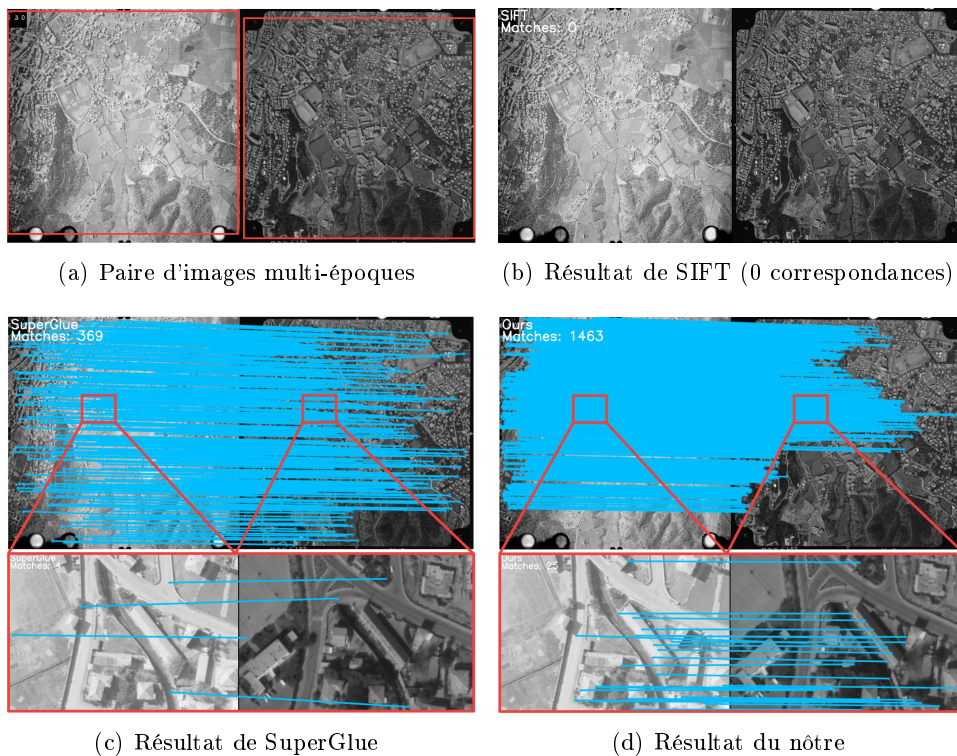 (a) Paire d'images multi-époques
SIFT
Matches: 0
(b) Résultat de SIFT (0 correspondances)
SuperGlue
Matches: 369
SuperGlue
Matches: 4
(c) Résultat de SuperGlue
Ours
Matches: 1463
Ours
Matches: 25
(d) Résultat du nôtre